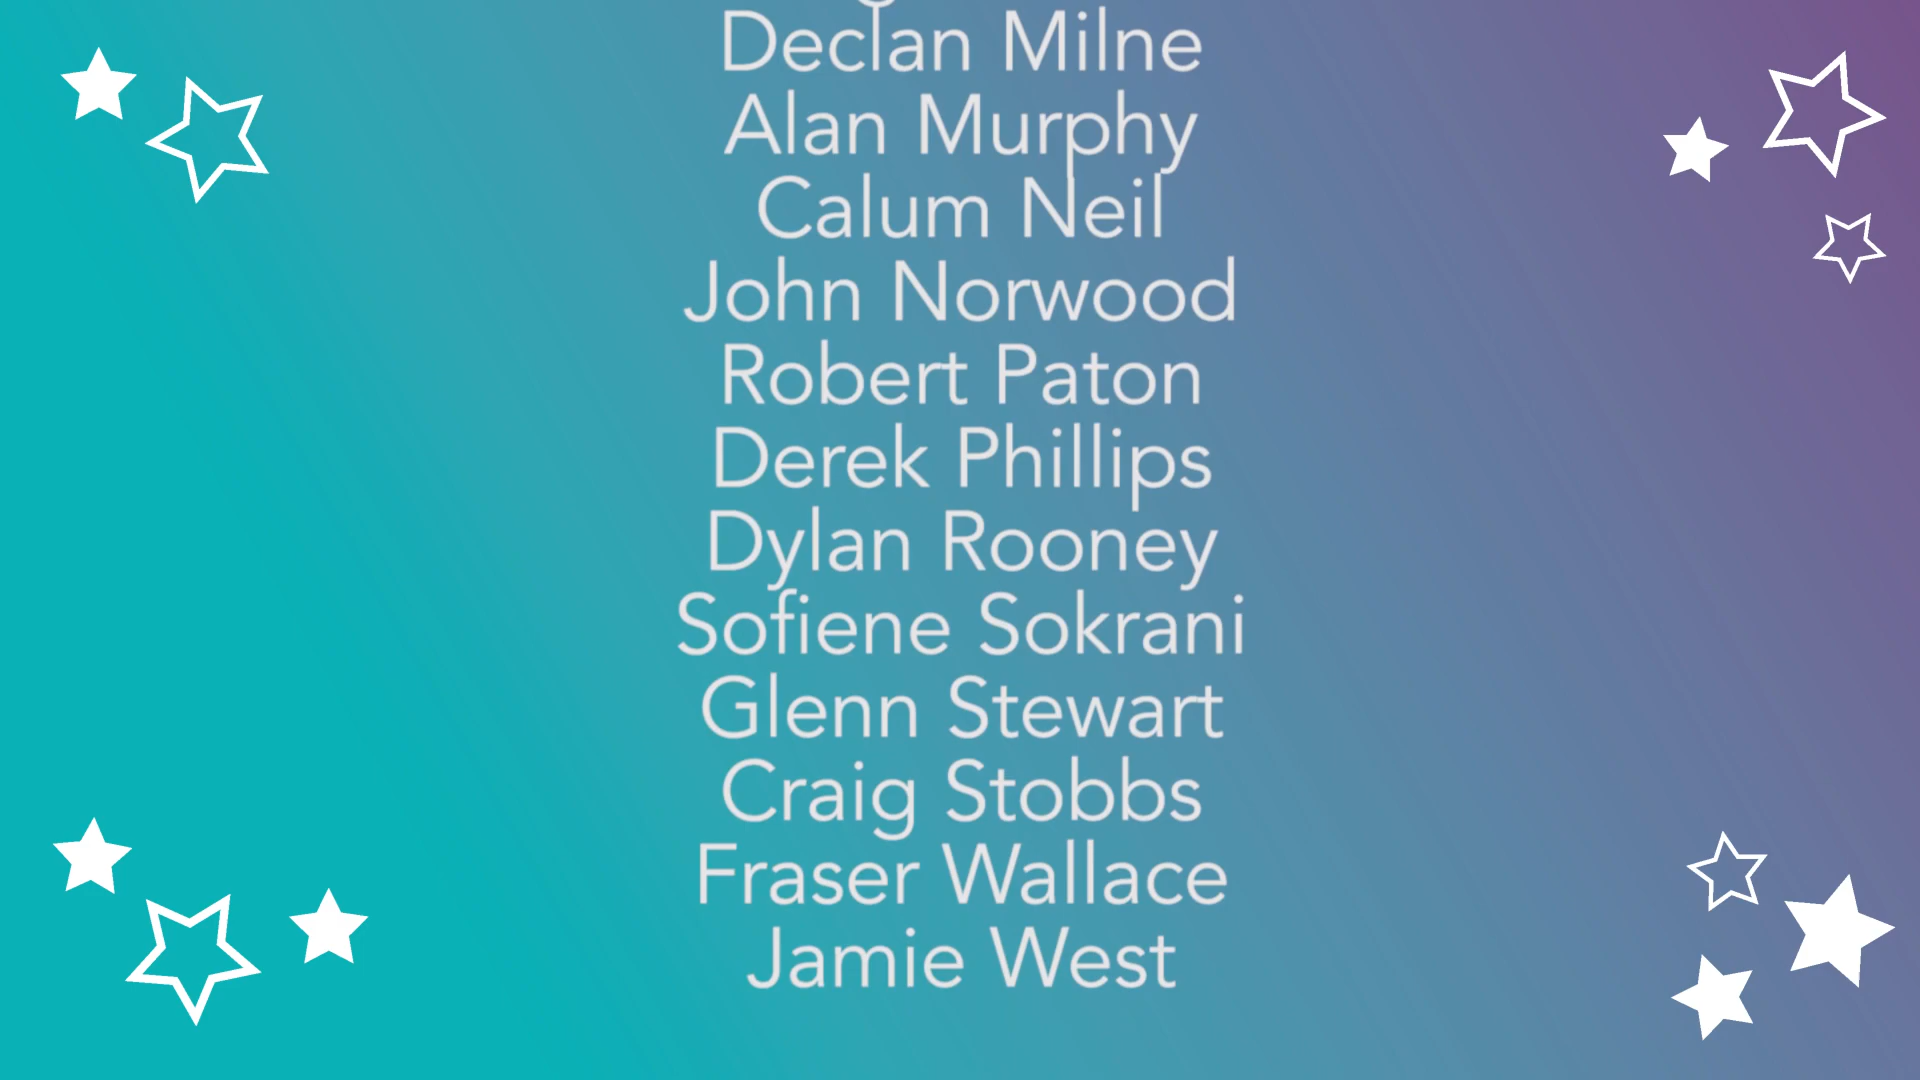 Declan Milne
Alan Murphy
Calum Neil
John Norwood
Robert Paton
Derek Phillips
Dylan Rooney
Sofiene Sokrani
Glenn Stewart
Craig Stobbs
Fraser Wallace
Jamie West